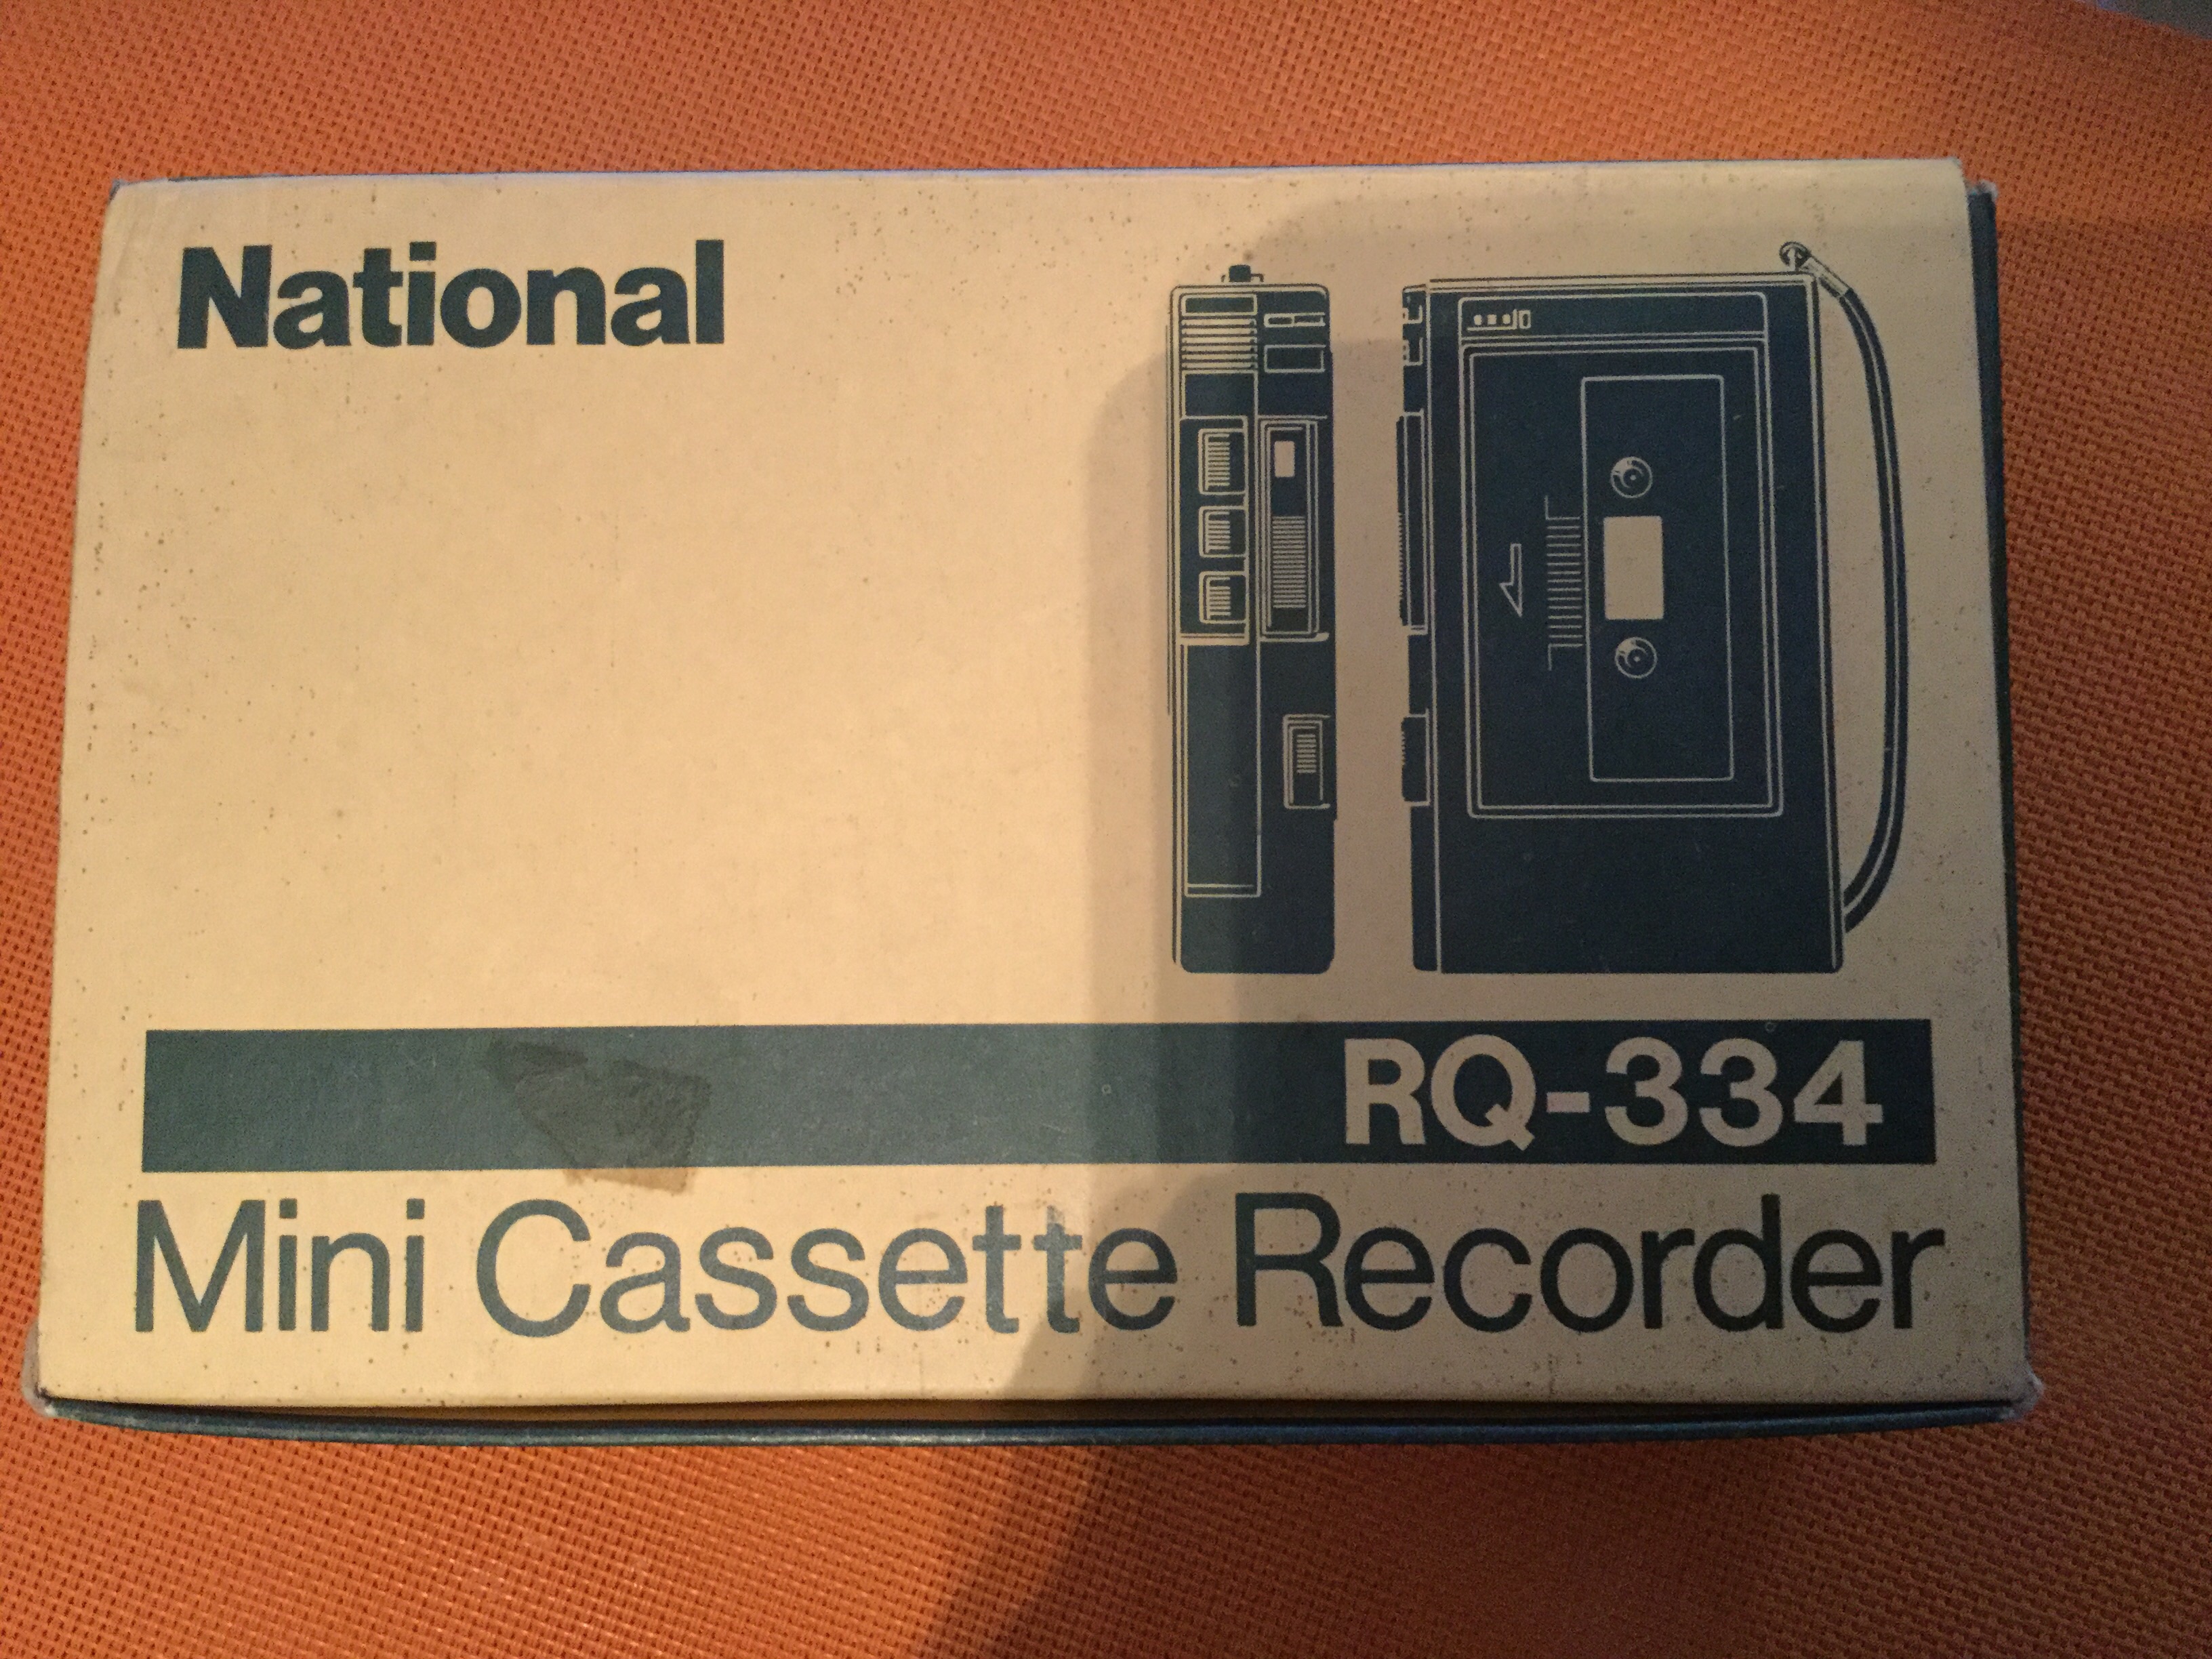 National
RQ-334
Mini Cassette Recorder